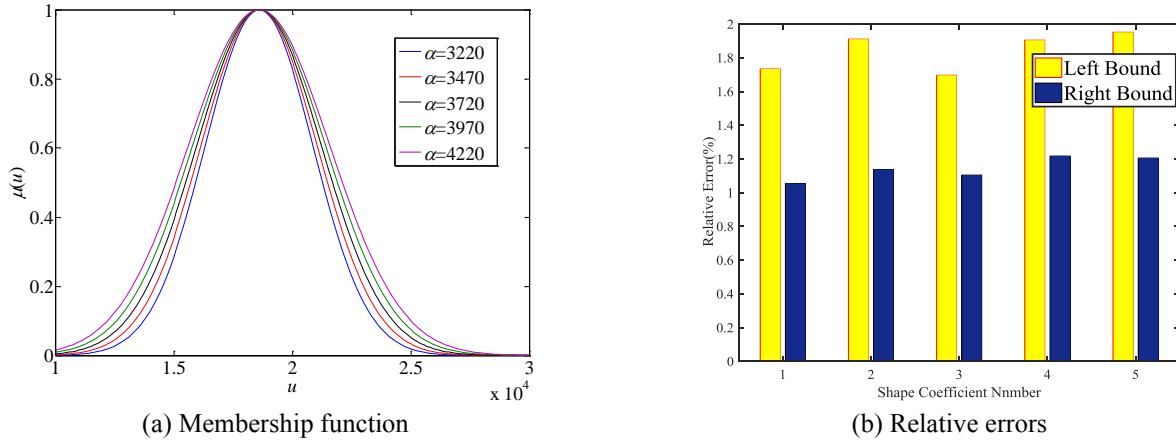 1
0.8
0.6
0.4
0.2
0
μ(u)
α=3220
α=3470
α=3720
α=3970
α=4220
10
1.5
2
2.5
3
u
x 10⁴
(a) Membership function
2
1.8
1.6
1.4
1.2
1
0.8
0.6
0.4
0.2
0
Relative Error(%)
Left Bound
Right Bound
1
2
3
4
5
Shape Coefficient Nnmber
(b) Relative errors